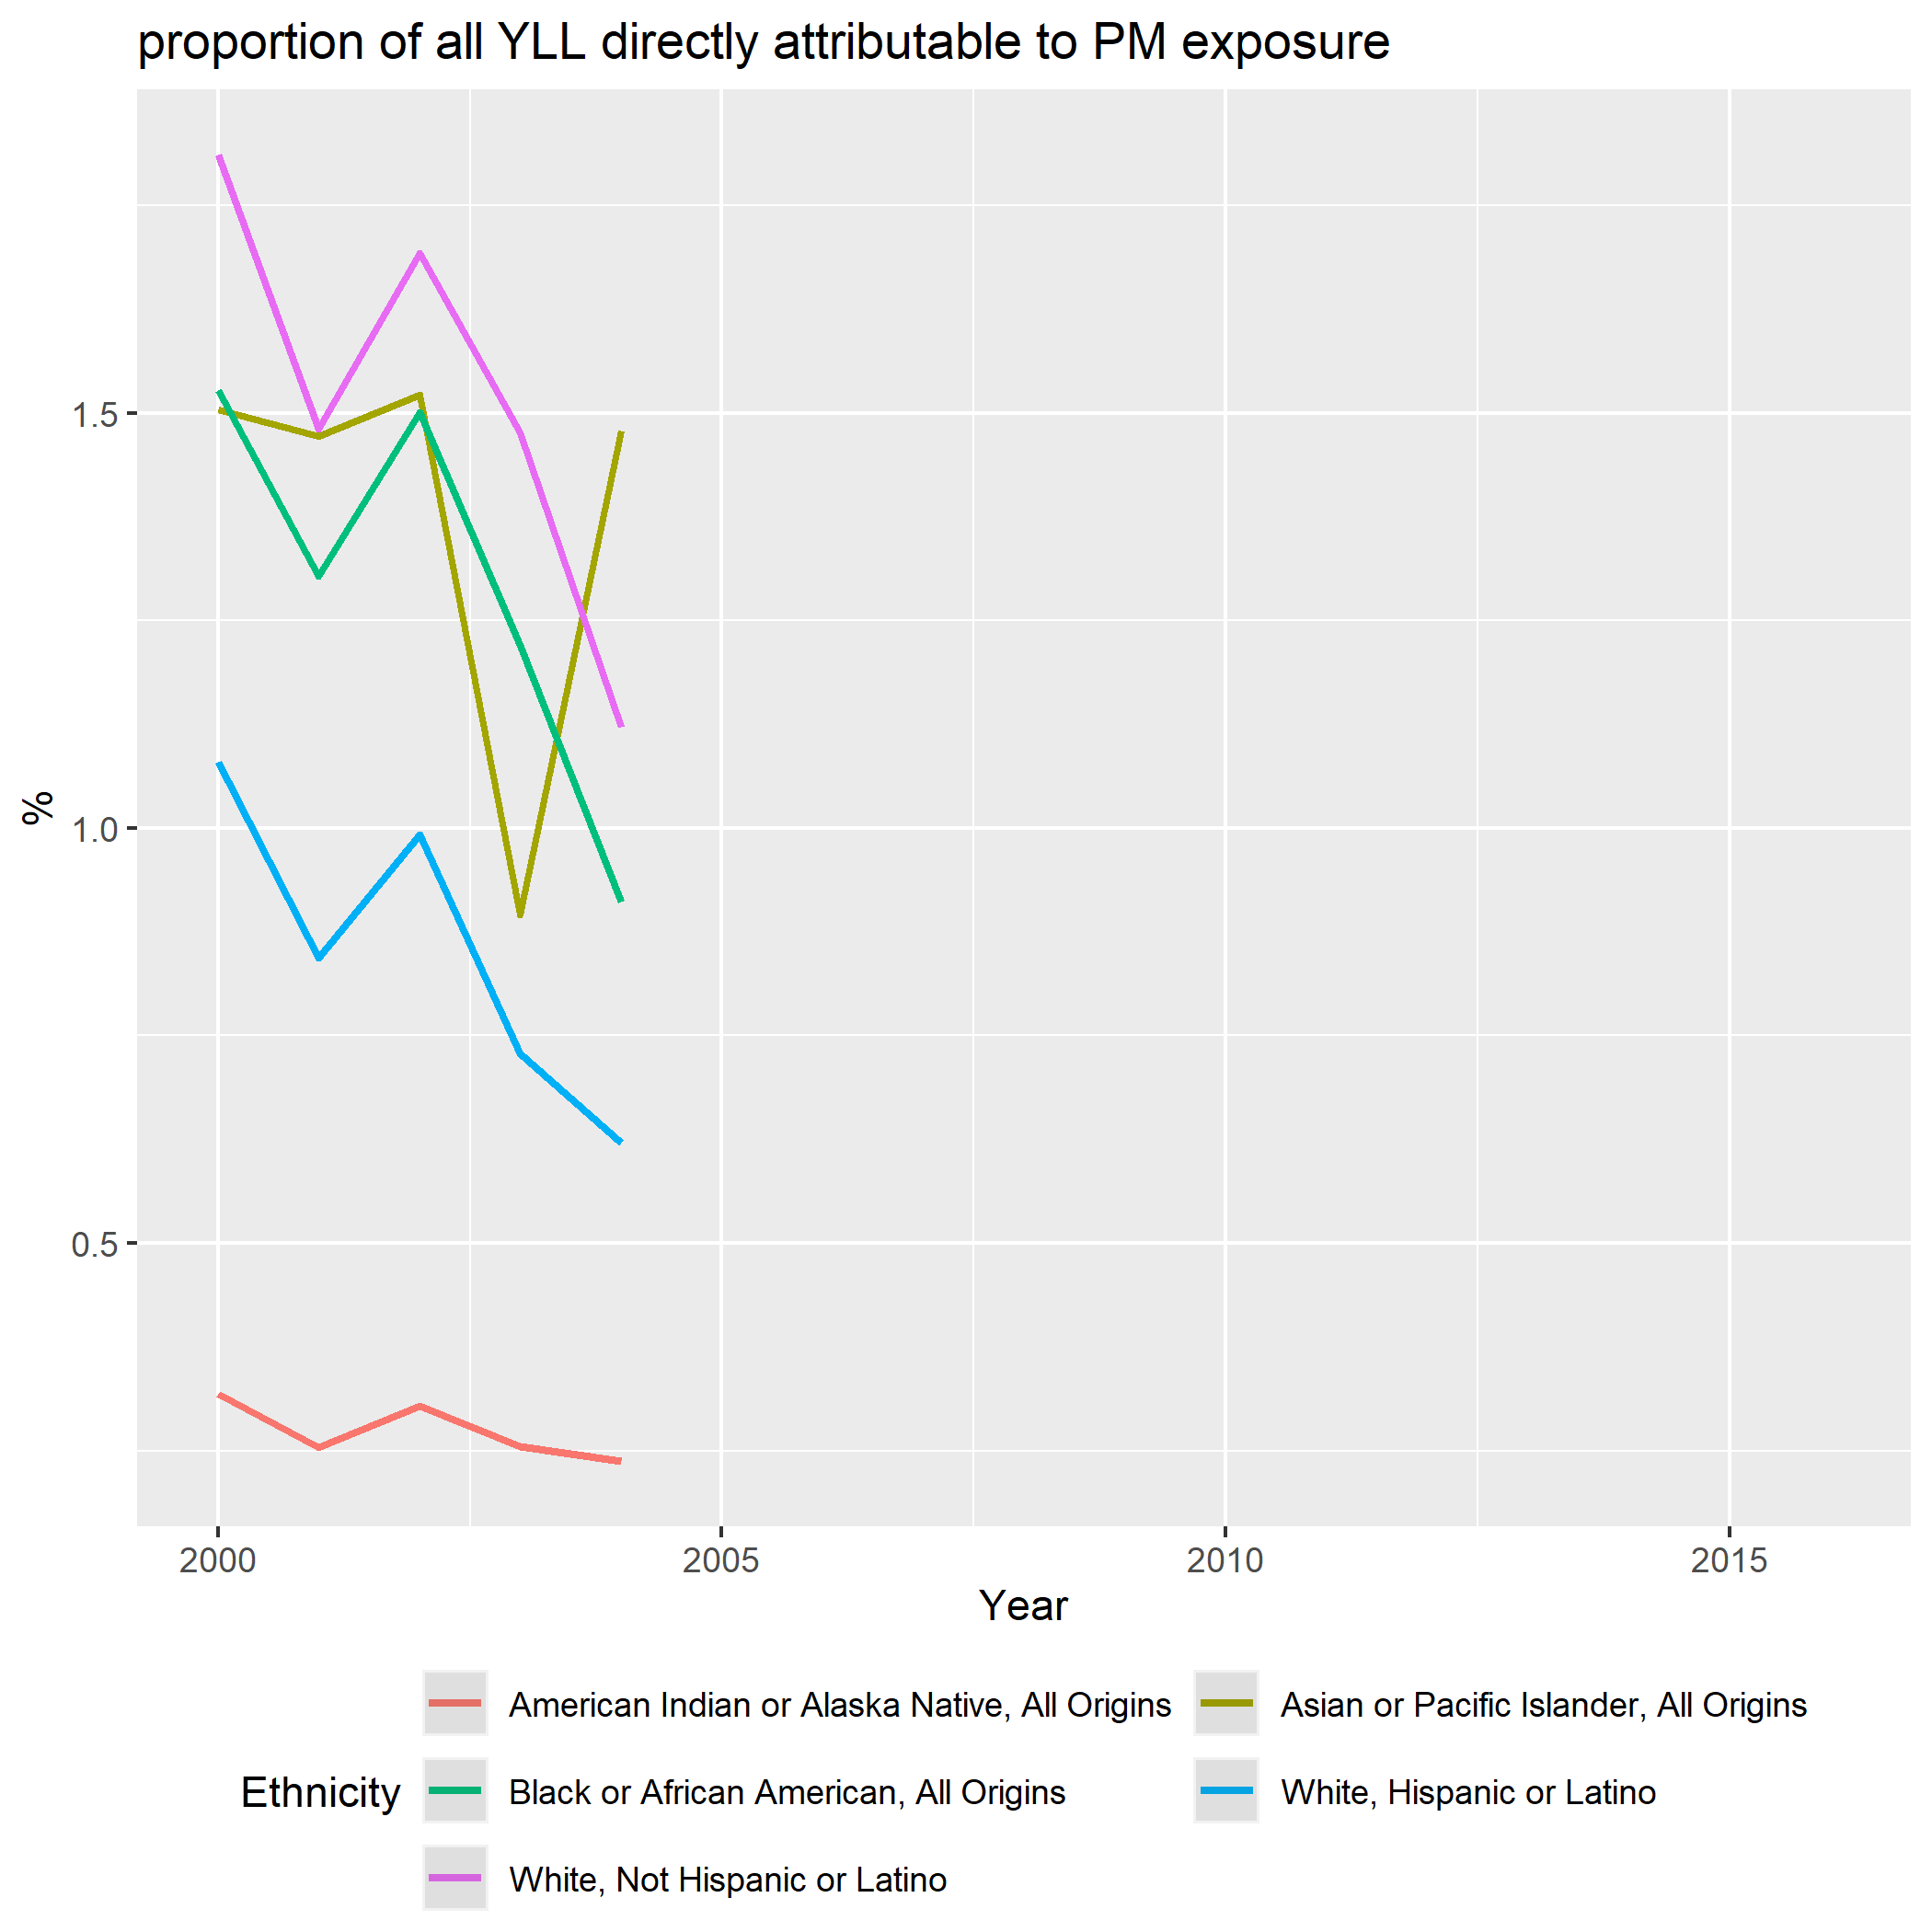 proportion of all YLL directly attributable to PM exposure
%
1.5
1.0
0.5
2000 2005 2010 2015
Year
Ethnicity
American Indian or Alaska Native, All Origins
Asian or Pacific Islander, All Origins
Black or African American, All Origins
White, Hispanic or Latino
White, Not Hispanic or Latino